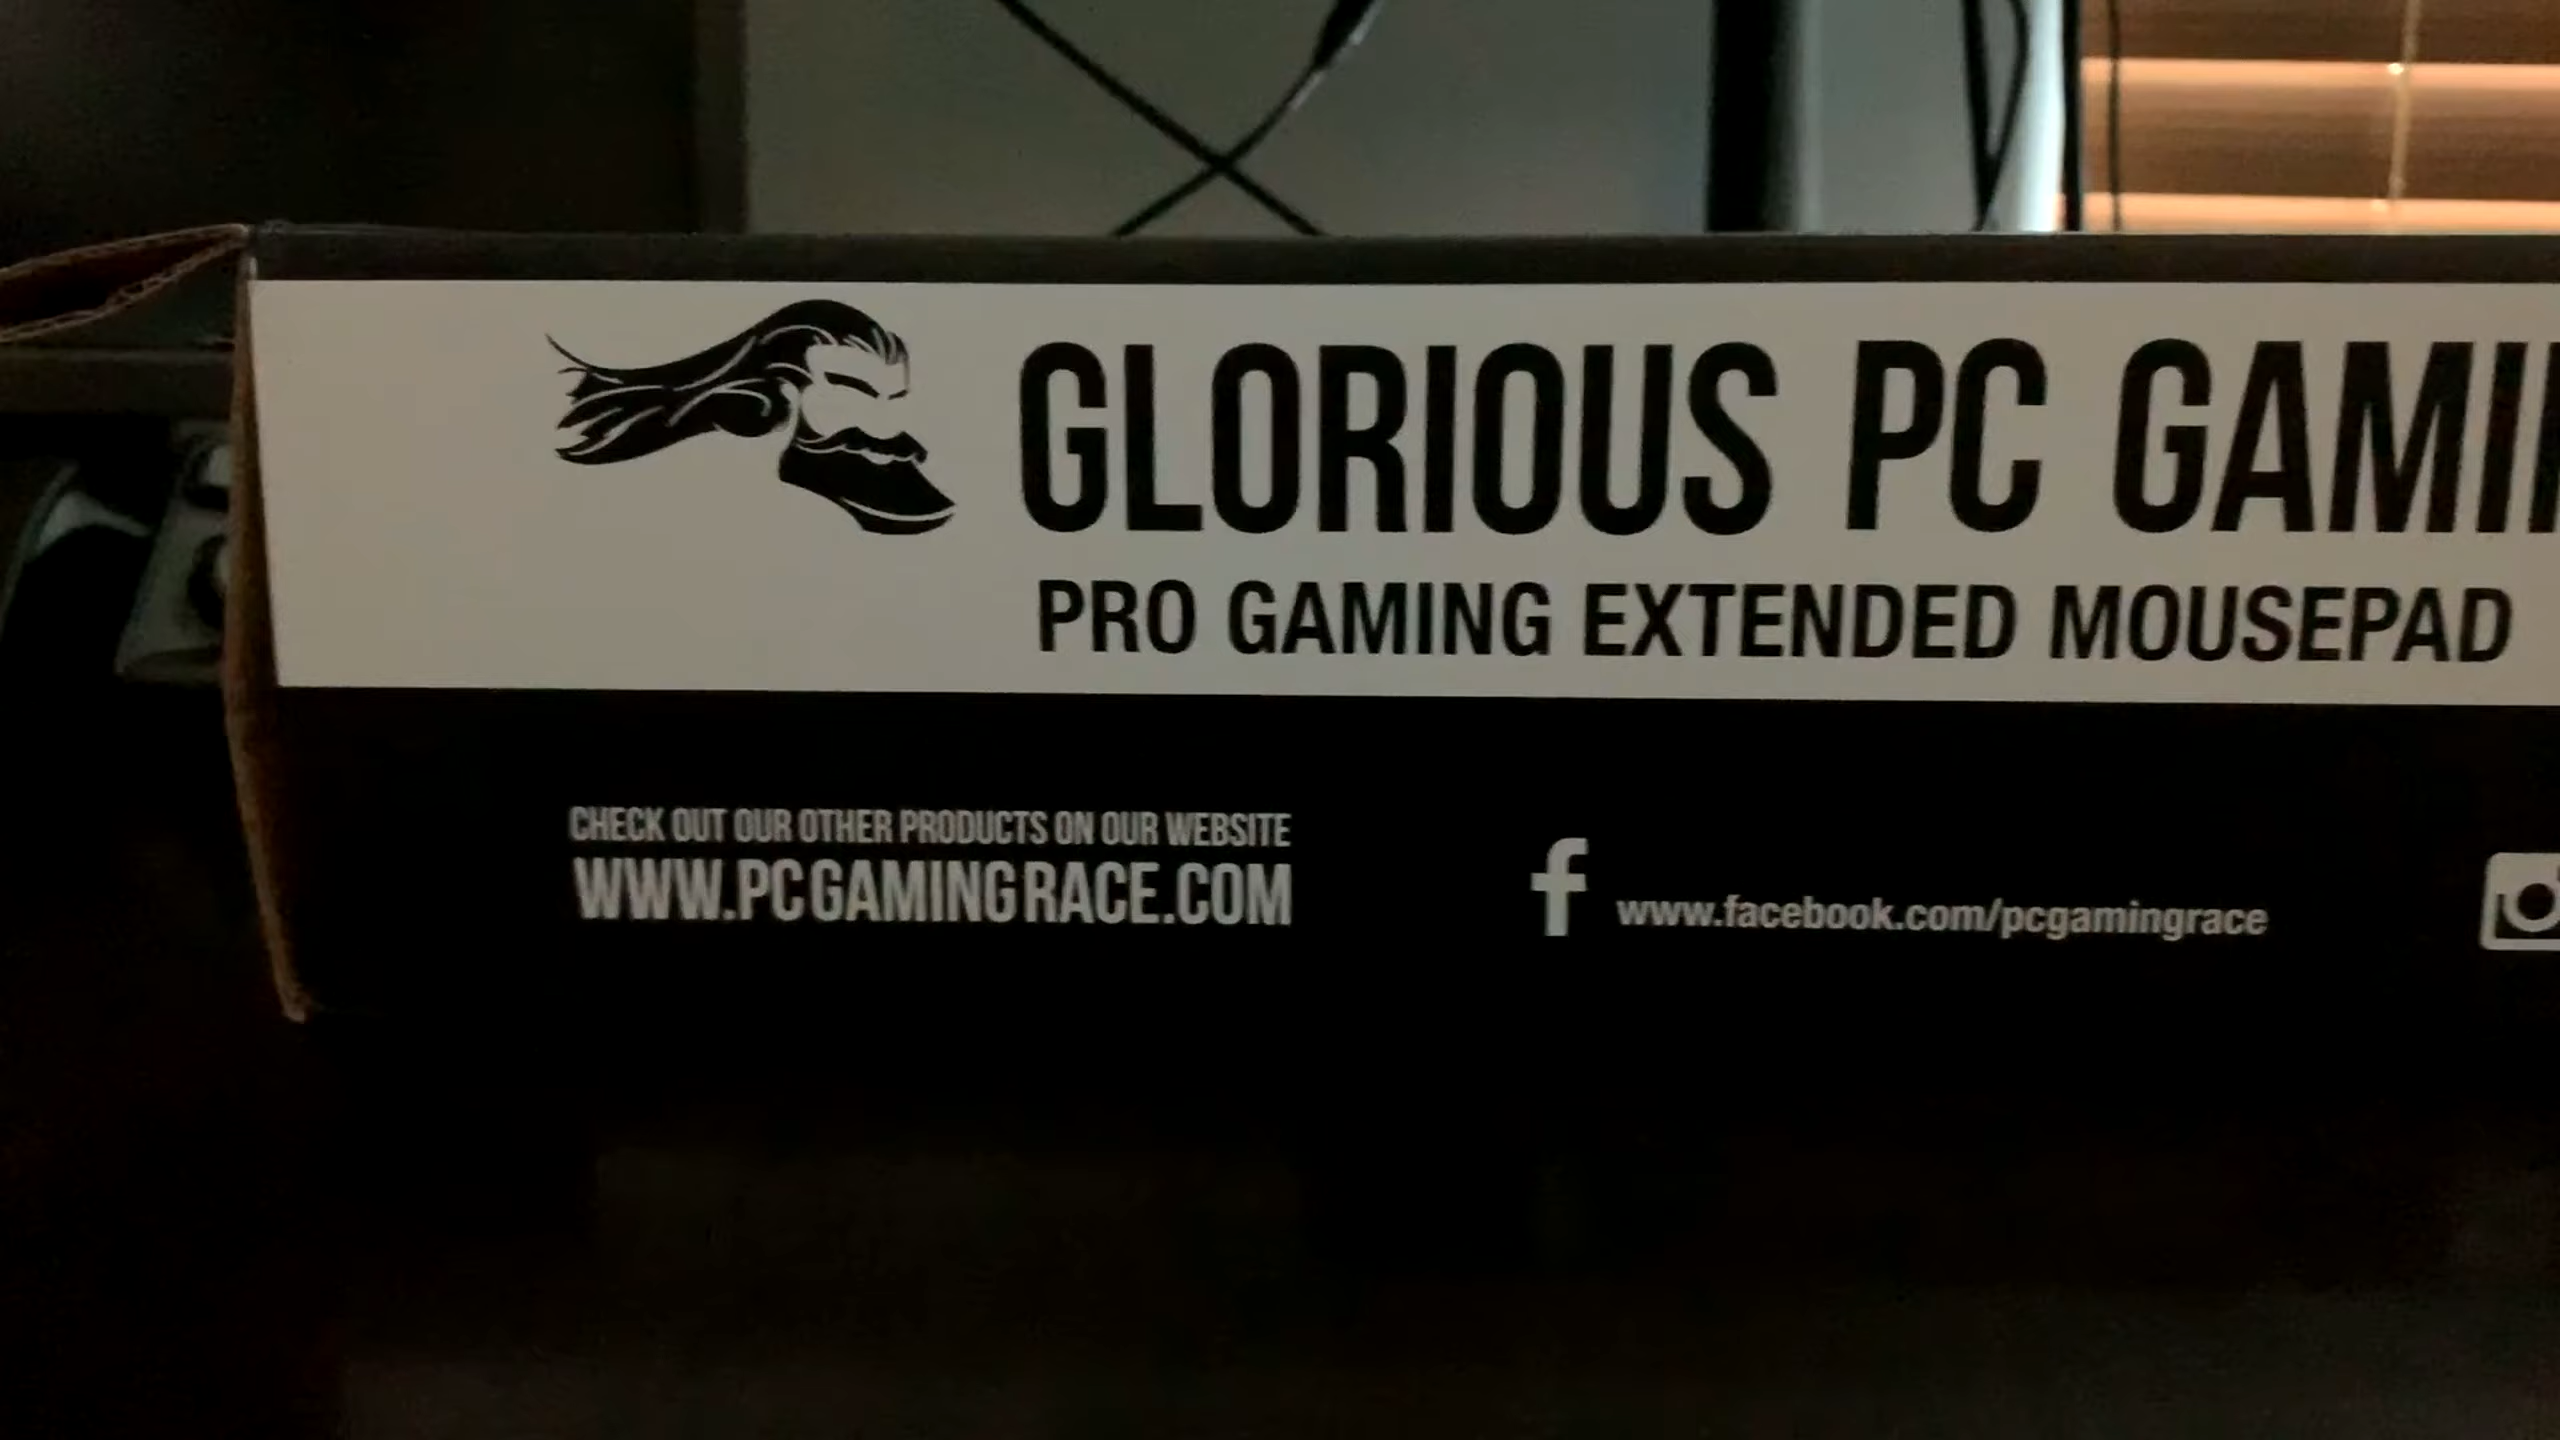 GLORIOUS PC GAMIN
PRO GAMING EXTENDED MOUSEPAD
CHECK OUT OUR OTHER PRODUCTS ON OUR WEBSITE
WWW.PCGAMINGRACE.COM
f www.facebook.com/pcgamingrace